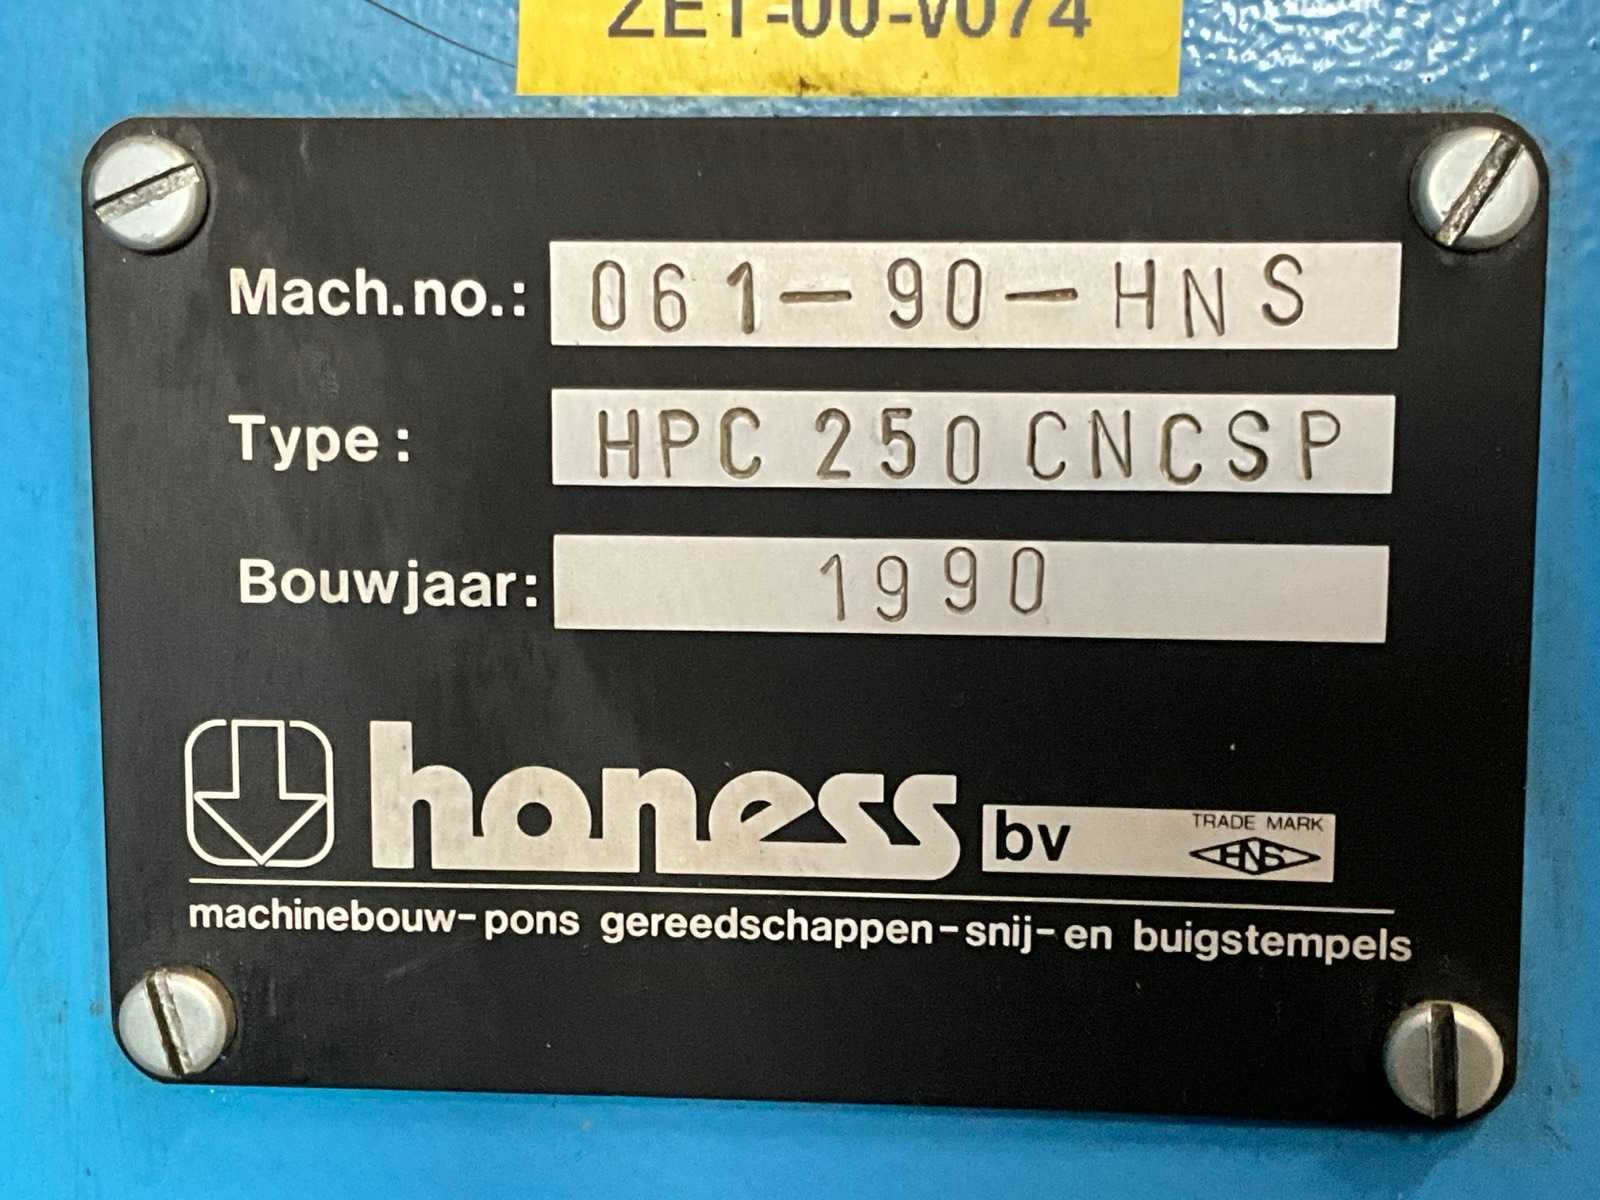 ZET-00-V074
Mach.no.: 061-90-HNS
Type: HPC 250 CNCSP
Bouwjaar: 1990
honess bv
TRADE MARK
HNS
machinebouw-pons gereedschappen-snij-en buigstempels